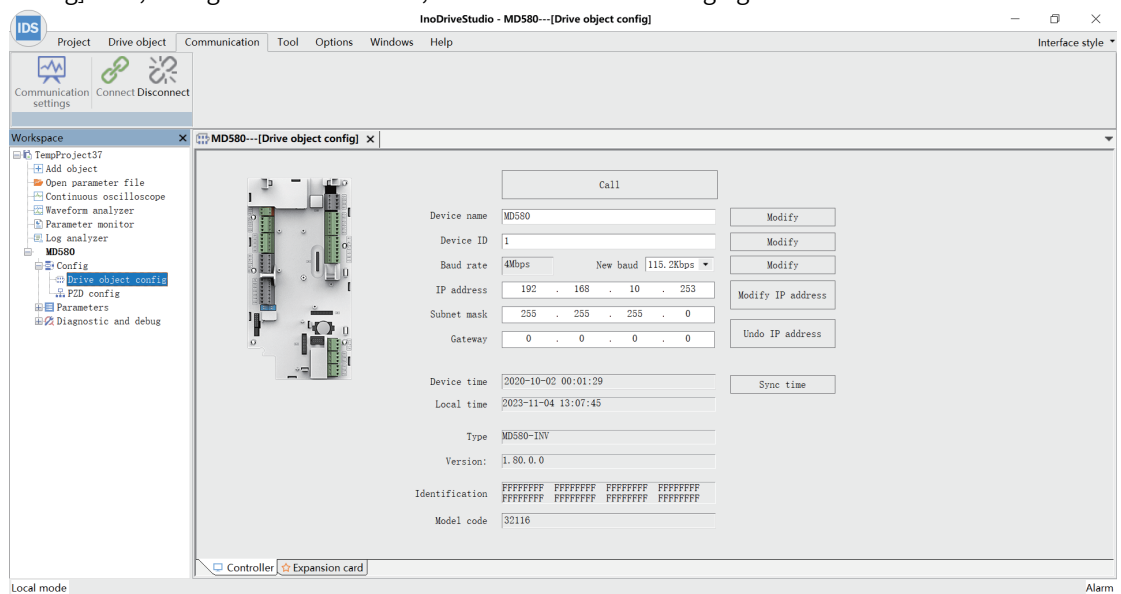 IDS
InoDriveStudio - MD580---[Drive object config]
Project Drive object Communication Tool Options Windows Help Interface style
Communication settings Connect Disconnect
Workspace
MD580---[Drive object config]
TempProject37
Add object
Open parameter file
Continuous oscilloscope
Waveform analyzer
Parameter monitor
Log analyzer
MD580
Config
Drive object config
PZD config
Parameters
Diagnostic and debug
Call
Device name MD580 Modify
Device ID 1 Modify
Baud rate 4Mbps New baud 115.2Kbps Modify
IP address 192 . 168 . 10 . 253 Modify IP address
Subnet mask 255 . 255 . 255 . 0
Gateway 0 . 0 . 0 . 0 Undo IP address
Device time 2020-10-02 00:01:29 Sync time
Local time 2023-11-04 13:07:45
Type MD580-INV
Version: 1.80.0.0
Identification FFFFFFFF FFFFFFFF FFFFFFFF FFFFFFFF
FFFFFFFF FFFFFFFF FFFFFFFF FFFFFFFF
Model code 32116
Controller Expansion card
Local mode Alarm